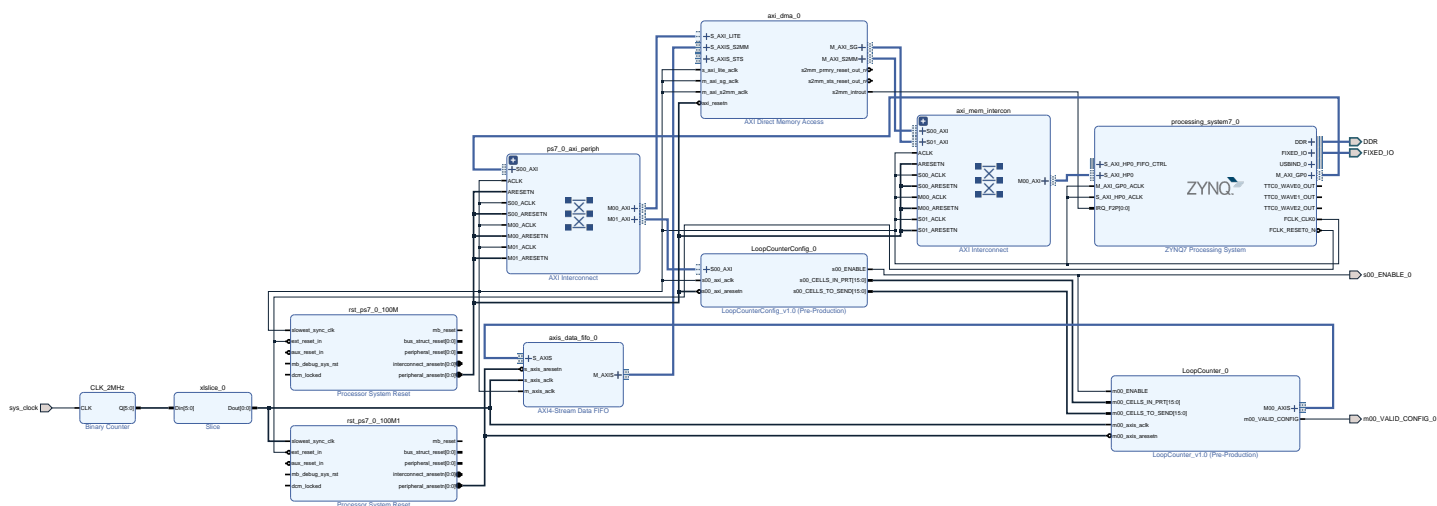 axi_dma_0
S_AXI_LITE
S_AXIS_S2MM
S_AXIS_STS
s_axi_lite_aclk
m_axi_sg_aclk
m_axi_s2mm_aclk
axi_resetn
M_AXI_SG
M_AXI_S2MM
s2mm_prmry_reset_out_n
s2mm_sts_reset_out_n
s2mm_introut
AXI Direct Memory Access
axi_mem_intercon
S00_AXI
S01_AXI
ACLK
ARESETN
S00_ACLK
S00_ARESETN
M00_ACLK
M00_ARESETN
S01_ACLK
S01_ARESETN
M00_AXI
AXI Interconnect
processing_system7_0
S_AXI_HP0_FIFO_CTRL
S_AXI_HP0
M_AXI_GP0_ACLK
S_AXI_HP0_ACLK
IRQ_F2P[0:0]
ZYNQ
DDR
FIXED_IO
USBIND_0
M_AXI_GP0
TTC0_WAVE0_OUT
TTC0_WAVE1_OUT
TTC0_WAVE2_OUT
FCLK_CLK0
FCLK_RESET0_N
ZYNQ7 Processing System
DDR
FIXED_IO
ps7_0_axi_periph
S00_AXI
ACLK
ARESETN
S00_ACLK
S00_ARESETN
M00_ACLK
M00_ARESETN
M01_ACLK
M01_ARESETN
M00_AXI
M01_AXI
AXI Interconnect
LoopCounterConfig_0
S00_AXI
s00_axi_aclk
s00_axi_aresetn
s00_ENABLE
s00_CELLS_IN_PRT[15:0]
s00_CELLS_TO_SEND[15:0]
LoopCounterConfig_v1.0 (Pre-Production)
s00_ENABLE_0
rst_ps7_0_100M
slowest_sync_clk
ext_reset_in
aux_reset_in
mb_debug_sys_rst
dcm_locked
mb_reset
bus_struct_reset[0:0]
peripheral_reset[0:0]
interconnect_aresetn[0:0]
peripheral_aresetn[0:0]
Processor System Reset
axis_data_fifo_0
S_AXIS
s_axis_aresetn
s_axis_aclk
m_axis_aclk
M_AXIS
AXI4-Stream Data FIFO
sys_clock
CLK_2MHz
CLK
Q[5:0]
Binary Counter
xlslice_0
Din[5:0]
Dout[0:0]
Slice
rst_ps7_0_100M1
slowest_sync_clk
ext_reset_in
aux_reset_in
mb_debug_sys_rst
dcm_locked
mb_reset
bus_struct_reset[0:0]
peripheral_reset[0:0]
interconnect_aresetn[0:0]
peripheral_aresetn[0:0]
Processor System Reset
LoopCounter_0
m00_ENABLE
m00_CELLS_IN_PRT[15:0]
m00_CELLS_TO_SEND[15:0]
m00_axis_aclk
m00_axis_aresetn
M00_AXIS
m00_VALID_CONFIG
LoopCounter_v1.0 (Pre-Production)
m00_VALID_CONFIG_0